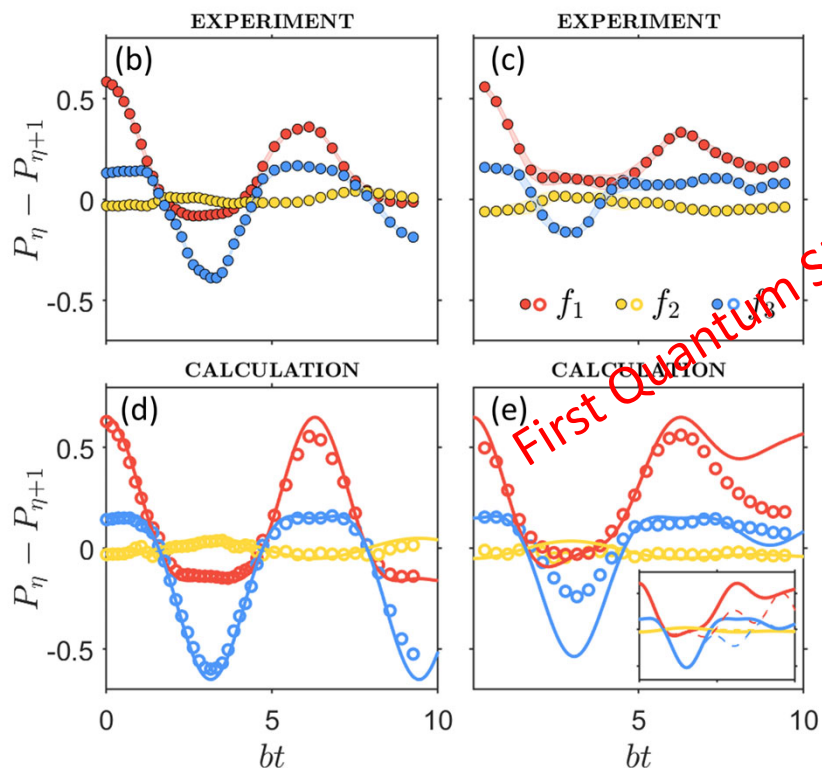 EXPERIMENT
EXPERIMENT
(b)
(c)
0.5
0
-0.5
Pη − Pη+1
f1
f2
f3
First Quantum S
CALCULATION
CALCULATION
(d)
(e)
0.5
0
-0.5
Pη − Pη+1
0
5
10
5
10
bt
bt